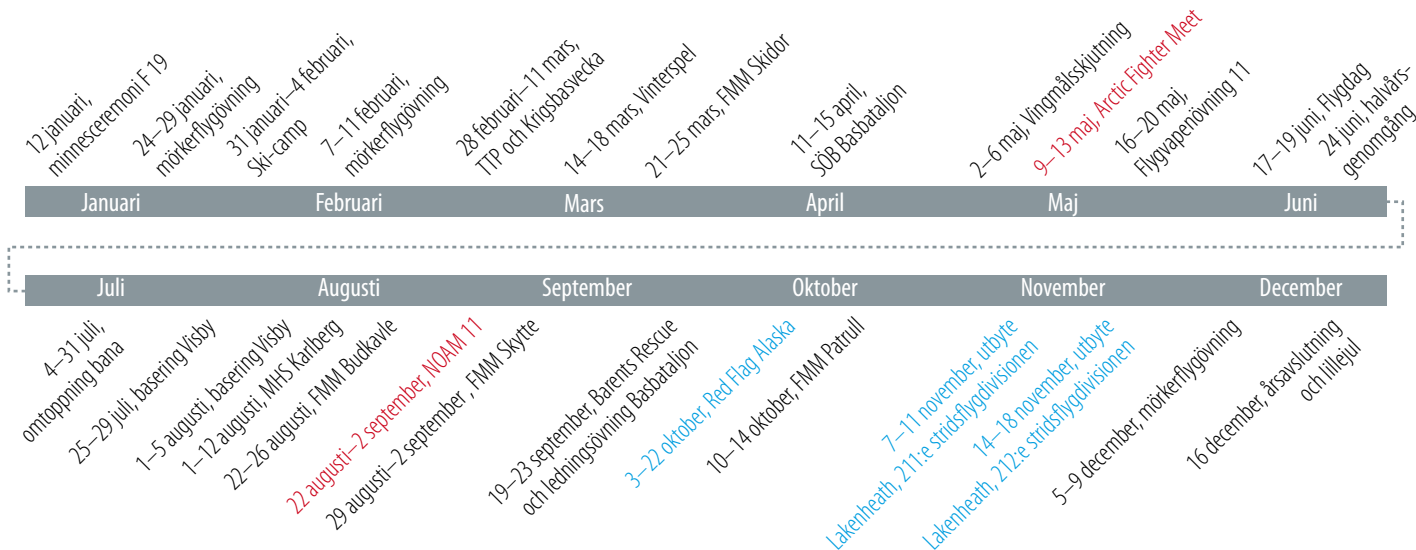 12 januari,
minnesceremoni F 19
24–29 januari,
mörkerflygövning
31 januari–4 februari,
Ski-camp
7–11 februari,
mörkerflygövning
28 februari–11 mars,
TTP och Krigsbasvecka
14–18 mars, Vinterspel
21–25 mars, FMM Skidor
11–15 april,
SÖB Basbataljon
2–6 maj, Vingmålsskjutning
9–13 maj, Arctic Fighter Meet
16–20 maj,
Flygvapenövning 11
17–19 juni, Flygdag
24 juni, halvårs-
genomgång
Januari
Februari
Mars
April
Maj
Juni
Juli
Augusti
September
Oktober
November
December
4–31 juli,
omtoppning bana
25–29 juli, basering Visby
1–5 augusti, basering Visby
1–12 augusti, MHS Karlberg
22–26 augusti, FMM Budkavle
22 augusti–2 september, NOAM 11
29 augusti–2 september , FMM Skytte
19–23 september, Barents Rescue
och ledningsövning Basbataljon
3–22 oktober, Red Flag Alaska
10–14 oktober, FMM Patrull
7–11 november, utbyte
Lakenheath, 211:e stridsflygdivisionen
14–18 november, utbyte
Lakenheath, 212:e stridsflygdivisionen
5–9 december, mörkerflygövning
16 december, årsavslutning
och lillejul